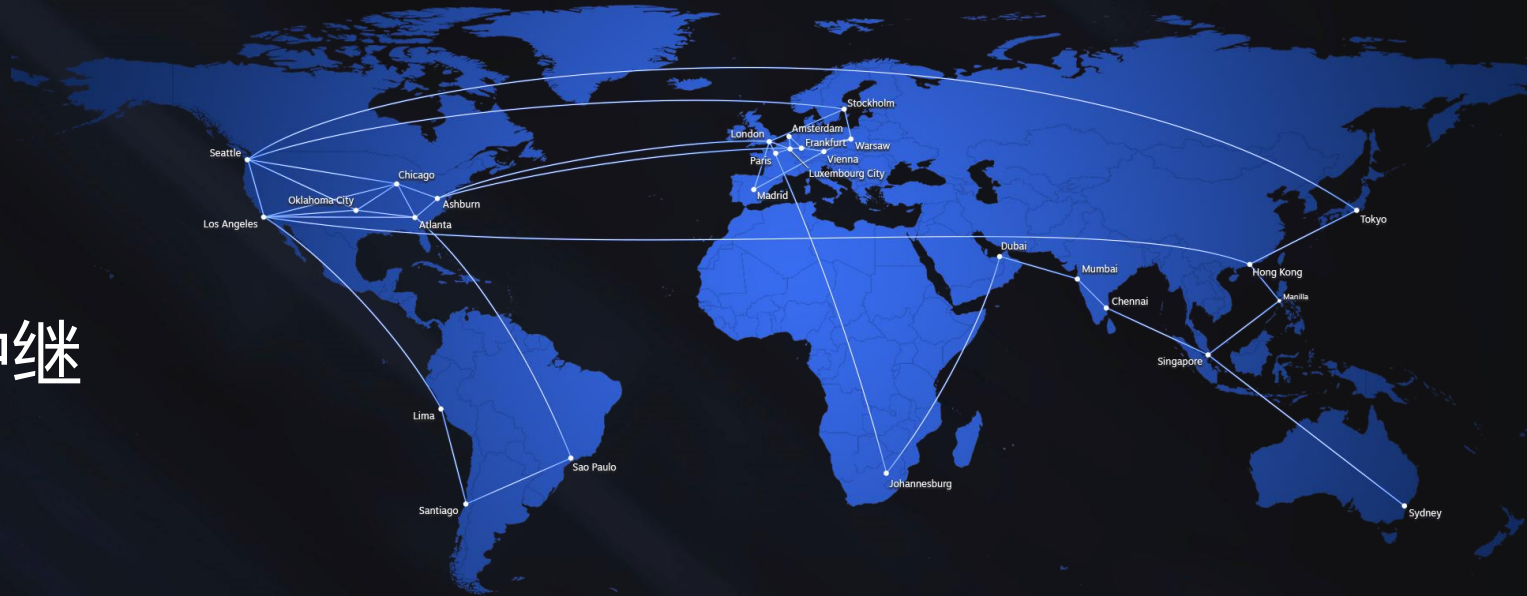 Stockholm
Amsterdam
London
Frankfurt
Warsaw
Seattle
Paris
Vienna
Chicago
Luxembourg City
Madrid
Oklahoma City
Ashburn
Los Angeles
Atlanta
Tokyo
Dubai
Mumbai
Hong Kong
Manilla
Chennai
继
Singapore
Lima
Sao Paulo
Johannesburg
Santiago
Sydney